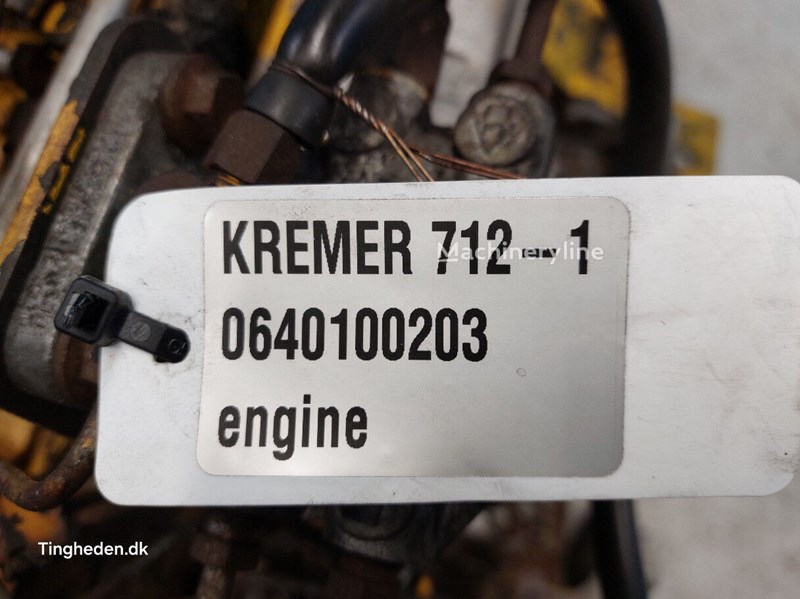 KREMER 712-1
Machineryline
0640100203
engine
Tingheden.dk